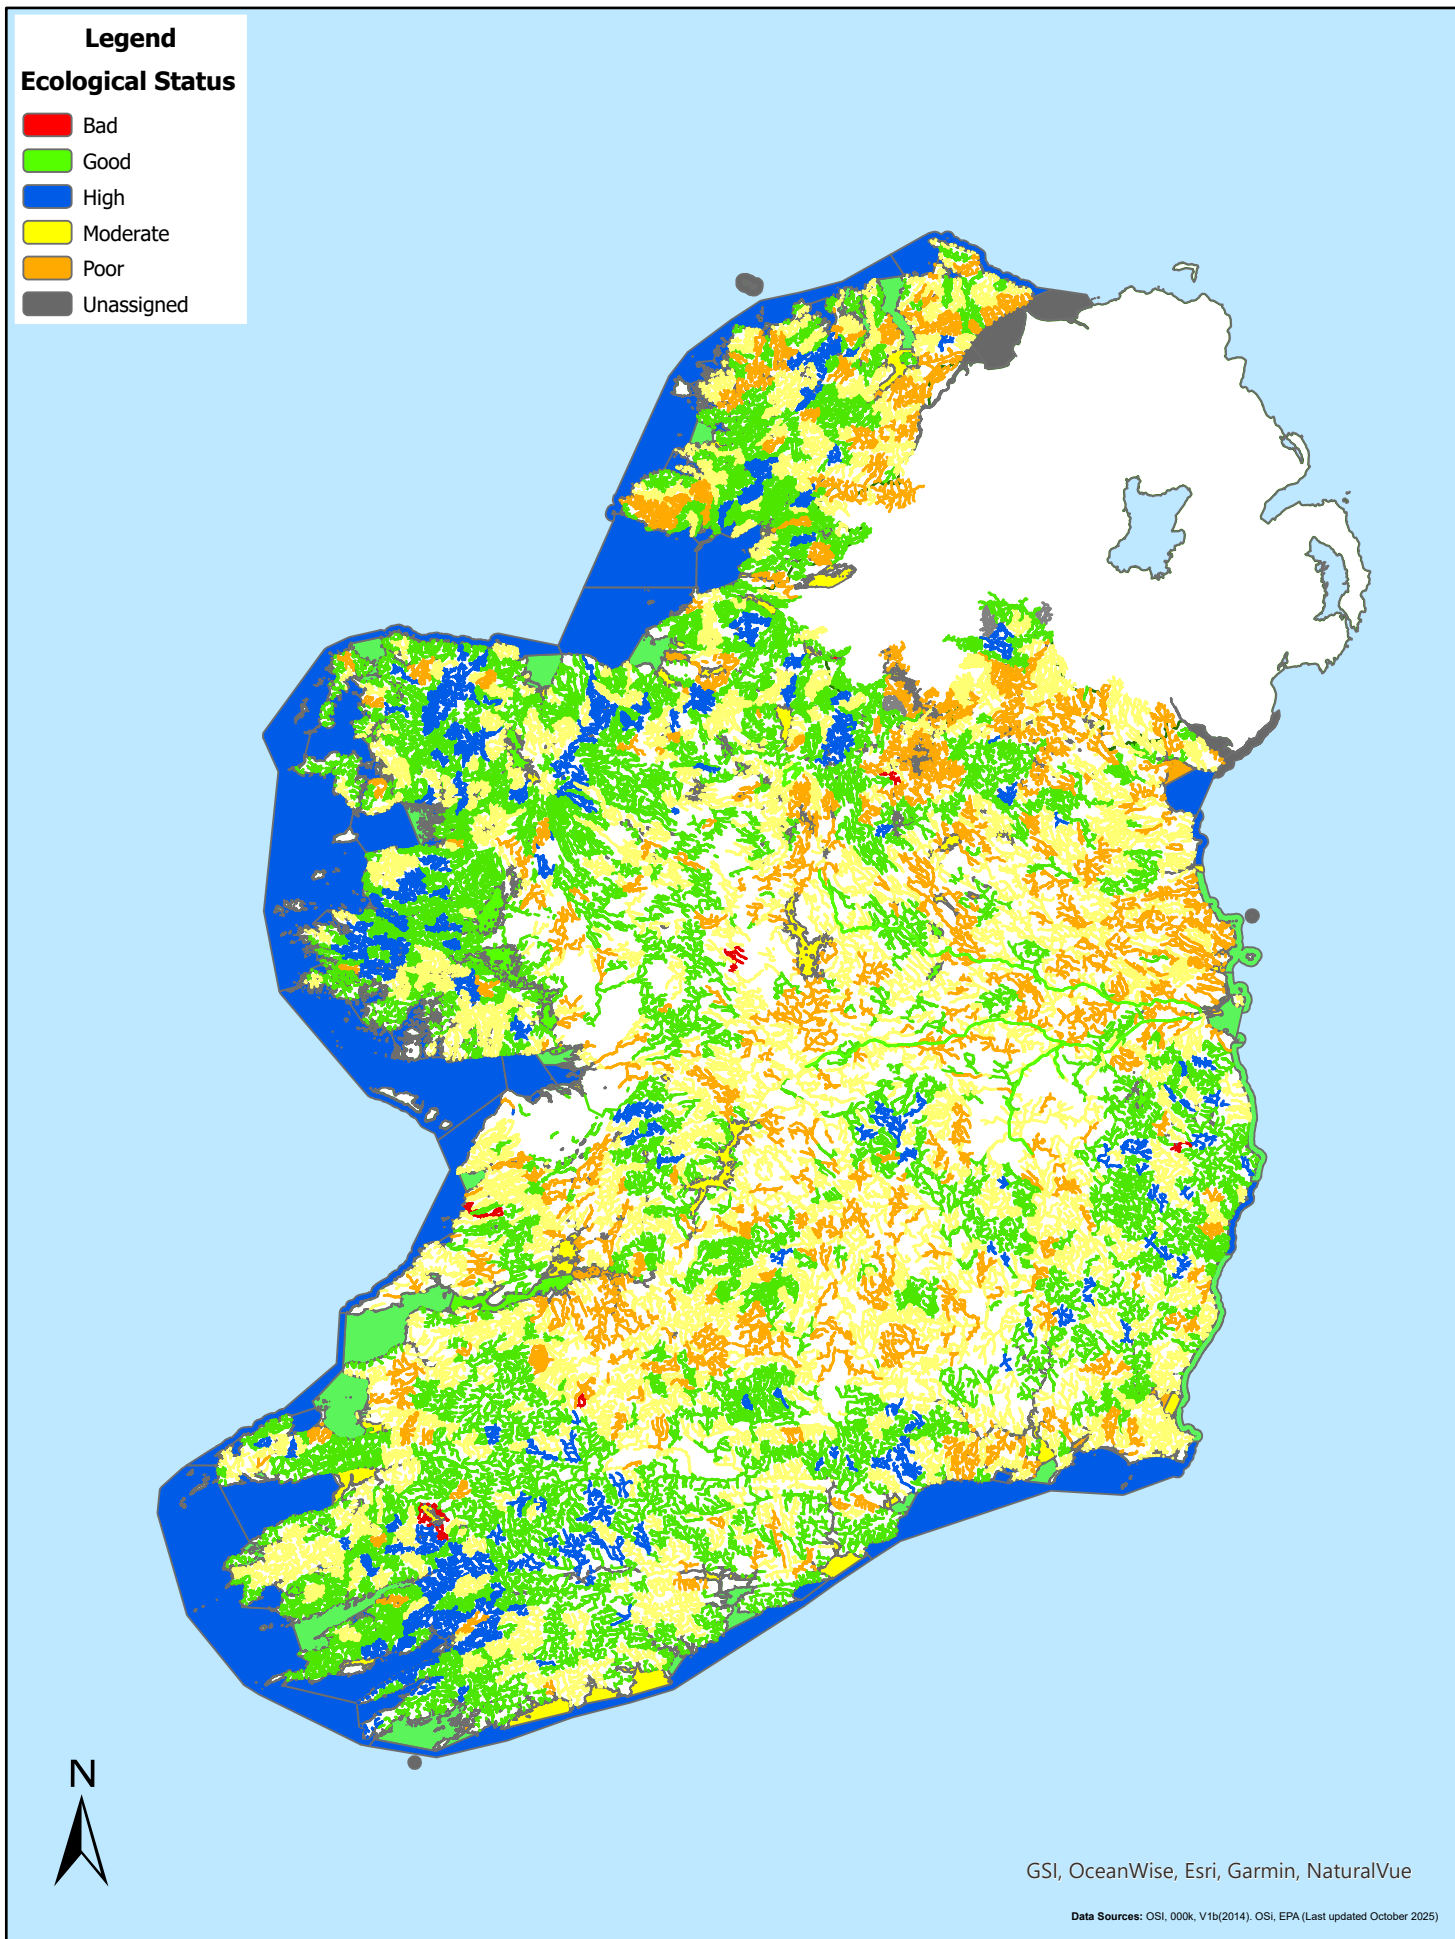 Legend
Ecological Status
Bad
Good
High
Moderate
Poor
Unassigned
N
GSI, OceanWise, Esri, Garmin, NaturalVue
Data Sources: OSI, 000k, V1b(2014). OSi, EPA (Last updated October 2025)